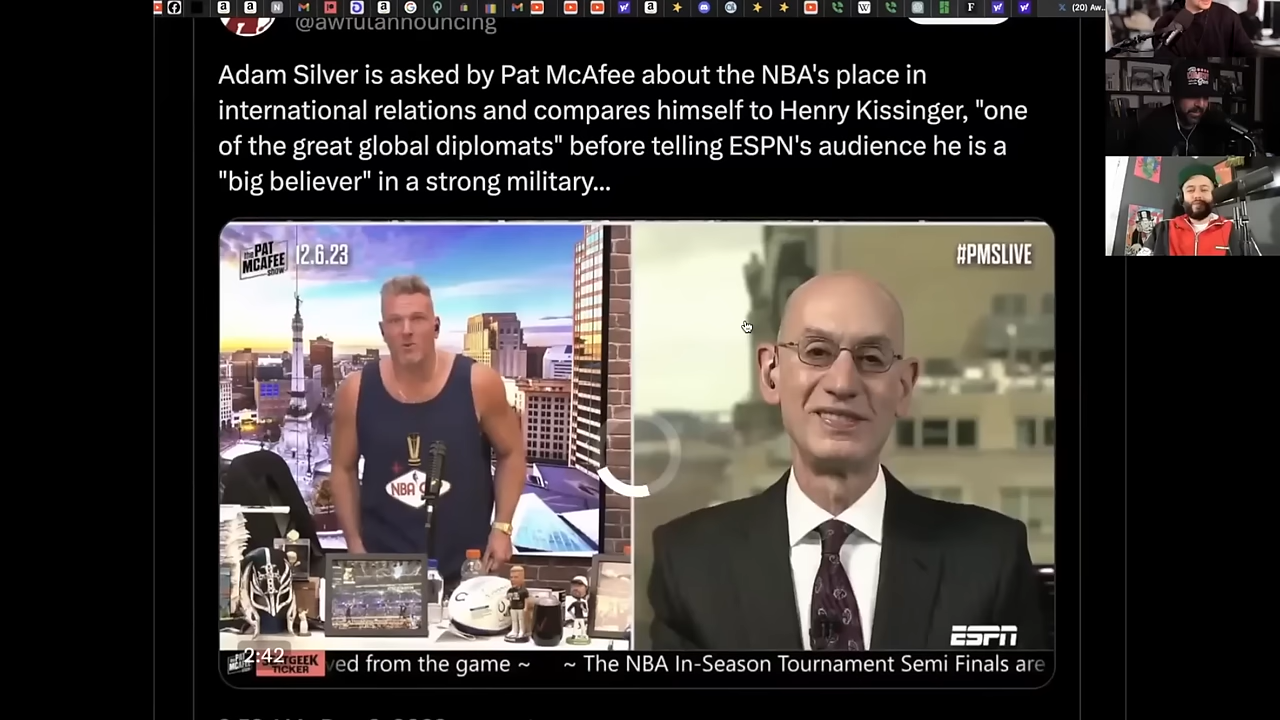 (20) Aw...
@awfulannouncing
Adam Silver is asked by Pat McAfee about the NBA's place in
international relations and compares himself to Henry Kissinger, "one
of the great global diplomats" before telling ESPN's audience he is a
"big believer" in a strong military...
the PAT
MCAFEE
show
12.6.23
#PMSLIVE
NBA
ESPN
2:42
TICKER
ved from the game ~ ~ The NBA In-Season Tournament Semi Finals are